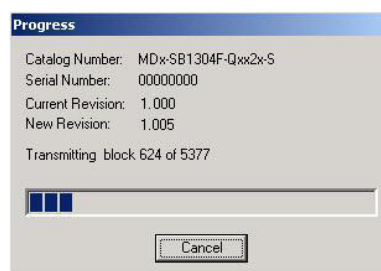 Progress
Catalog Number: MDx-SB1304F-Qxx2x-S
Serial Number: 00000000
Current Revision: 1.000
New Revision: 1.005
Transmitting block 624 of 5377
Cancel